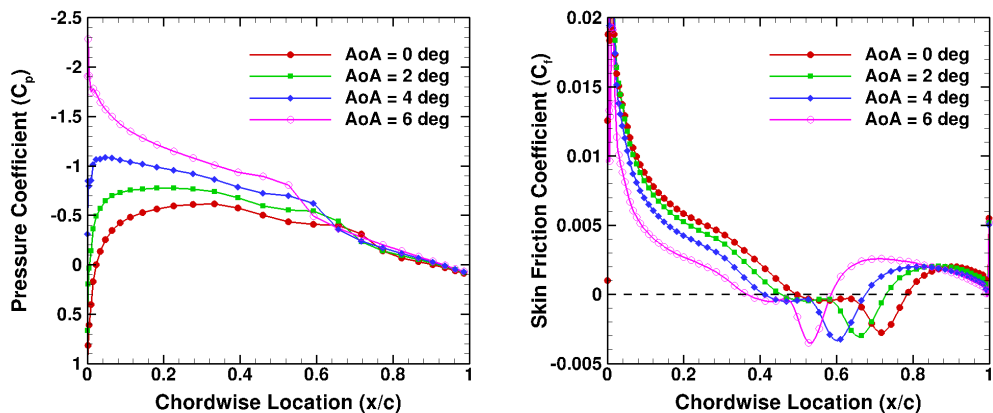 -2.5
-2
-1.5
-1
-0.5
0
0.5
1
Pressure Coefficient (Cp)
AoA = 0 deg
AoA = 2 deg
AoA = 4 deg
AoA = 6 deg
0 0.2 0.4 0.6 0.8 1
Chordwise Location (x/c)
0.02
0.015
0.01
0.005
0
-0.005
Skin Friction Coefficient (Cf)
AoA = 0 deg
AoA = 2 deg
AoA = 4 deg
AoA = 6 deg
0 0.2 0.4 0.6 0.8 1
Chordwise Location (x/c)